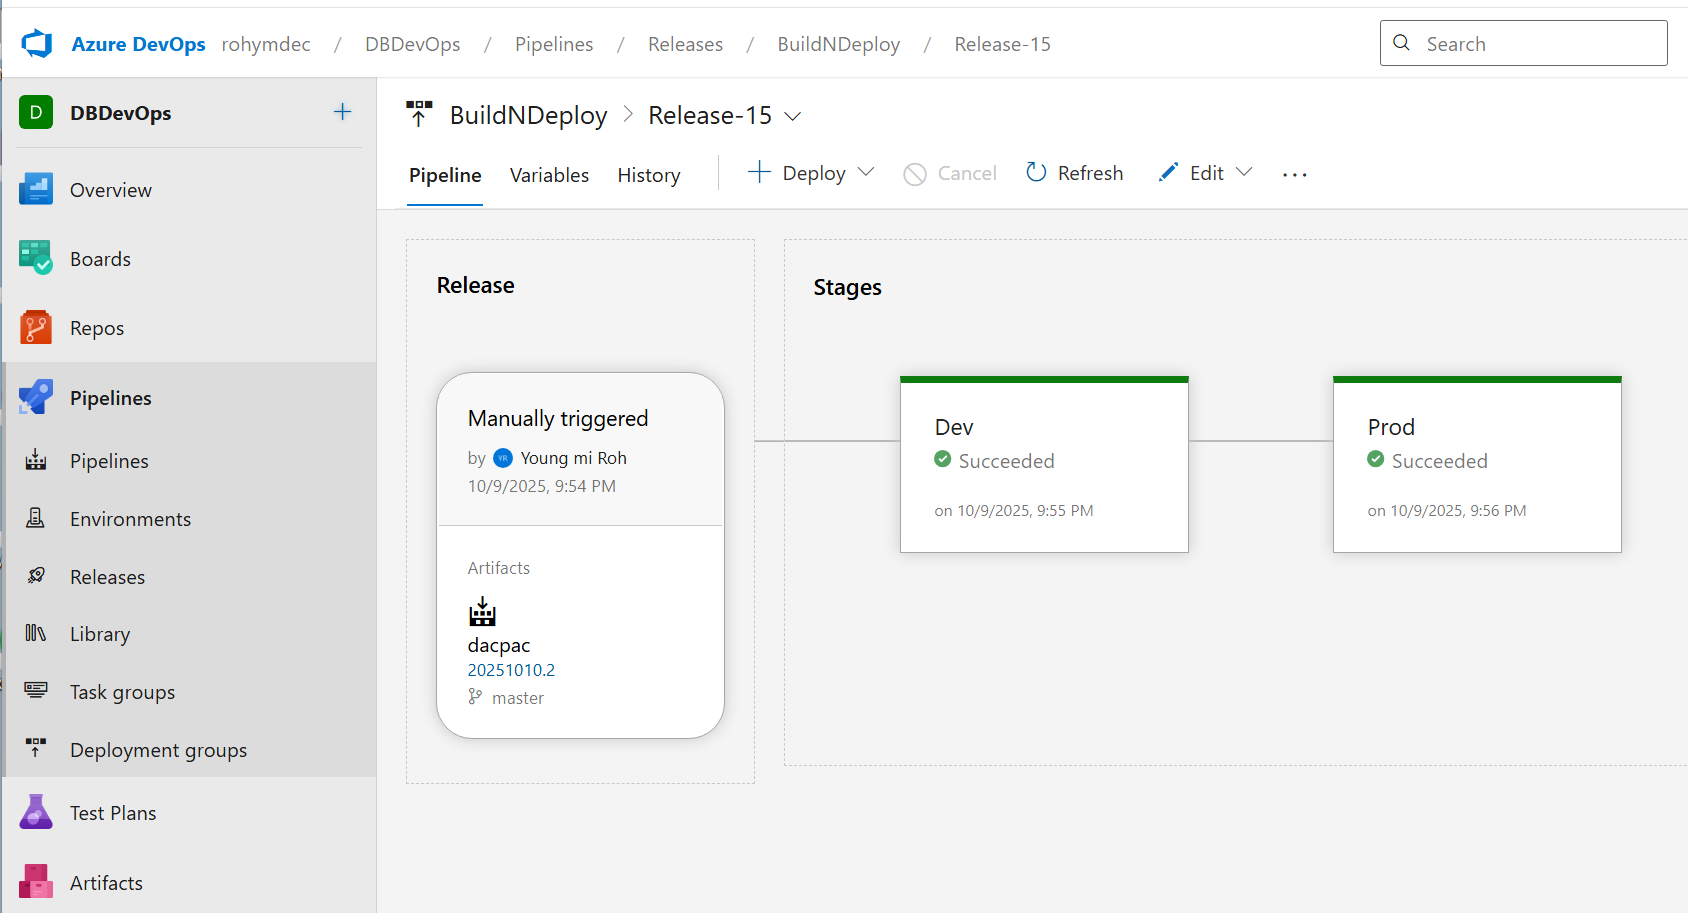 Azure DevOps rohymdec / DBDevOps / Pipelines / Releases / BuildNDeploy / Release-15
Search
D DBDevOps +
Overview
Boards
Repos
Pipelines
Pipelines
Environments
Releases
Library
Task groups
Deployment groups
Test Plans
Artifacts
BuildNDeploy > Release-15
Pipeline Variables History + Deploy Cancel Refresh Edit ...
Release
Manually triggered
by YR Young mi Roh
10/9/2025, 9:54 PM
Artifacts
dacpac
20251010.2
master
Stages
Dev
Succeeded
on 10/9/2025, 9:55 PM
Prod
Succeeded
on 10/9/2025, 9:56 PM